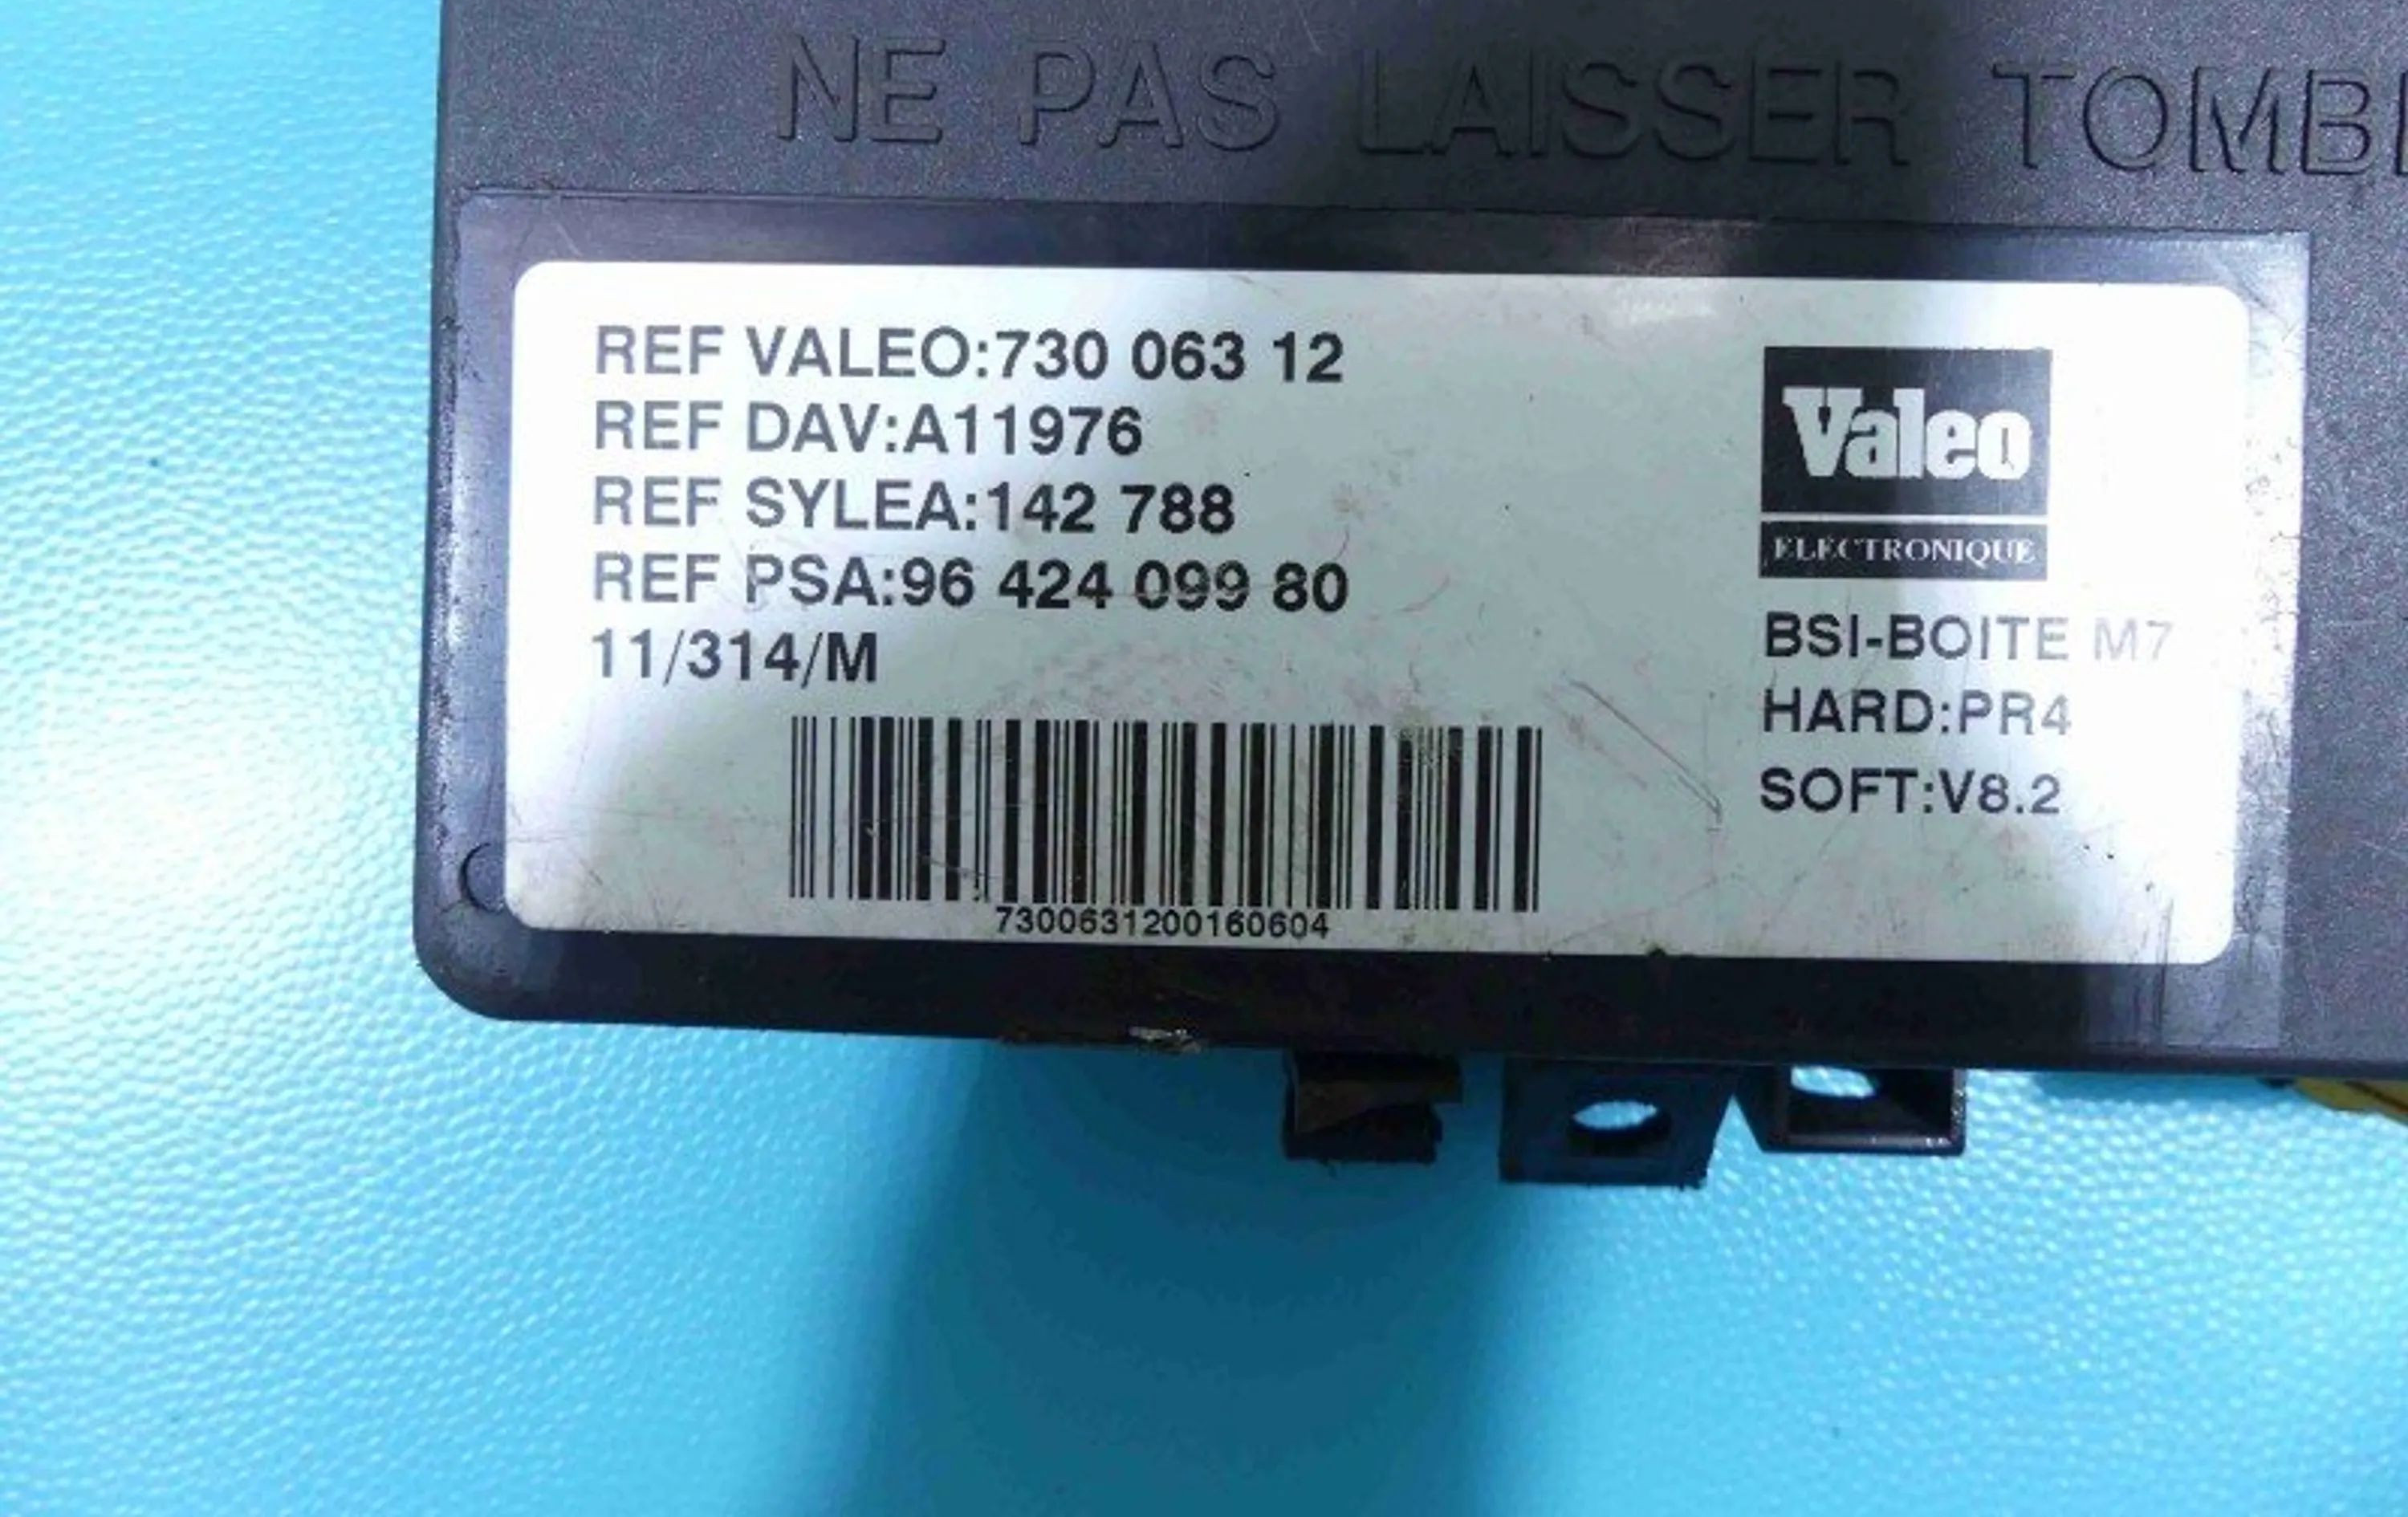 NE PAS LAISSER TOMB
REF VALEO:730 063 12
REF DAV:A11976
REF SYLEA:142 788
REF PSA:96 424 099 80
11/314/M
7300631200160604
Valeo
ELECTRONIQUE
BSI-BOITE M7
HARD:PR4
SOFT:V8.2